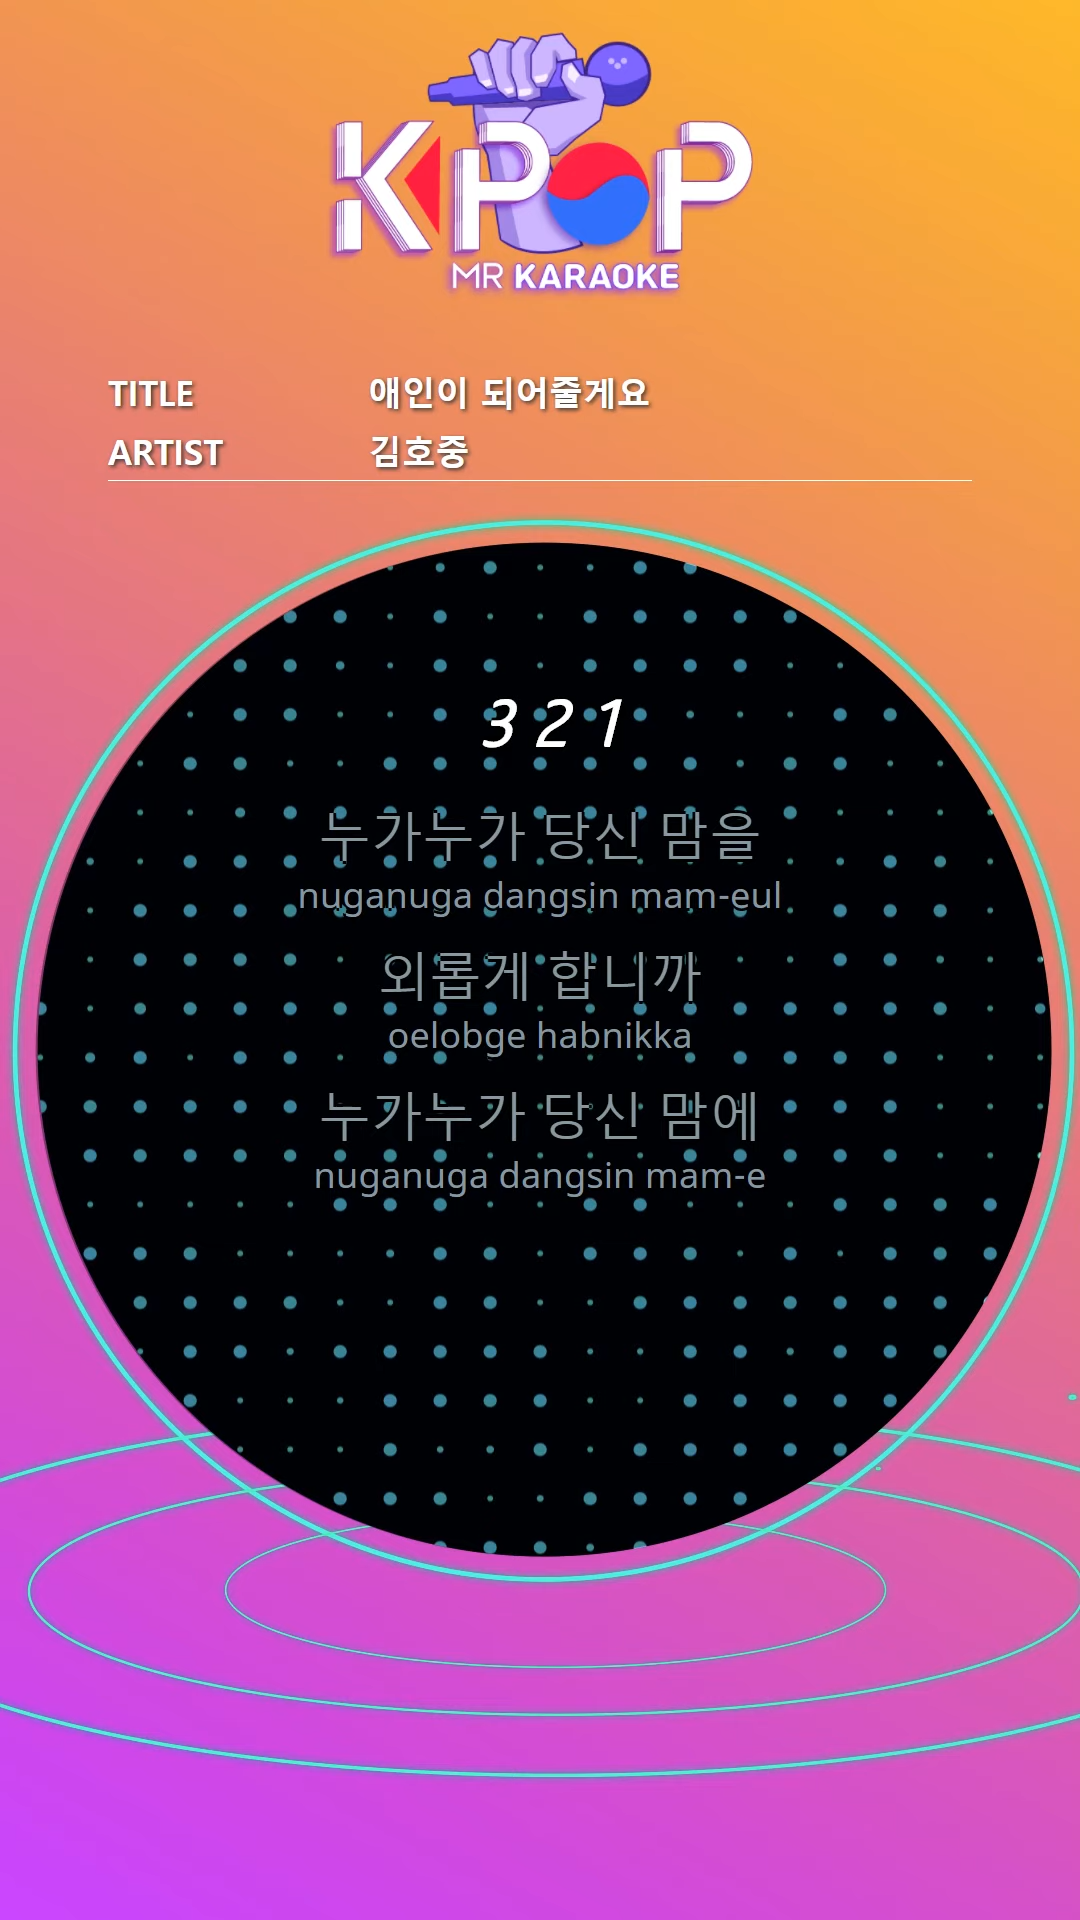 KPOP
MR KARAOKE
TITLE 애인이 되어줄게요
ARTIST 김호중
3 2 1
누가누가 당신 맘을
nuganuga dangsin mam-eul
외롭게 합니까
oelobge habnikka
누가누가 당신 맘에
nuganuga dangsin mam-e